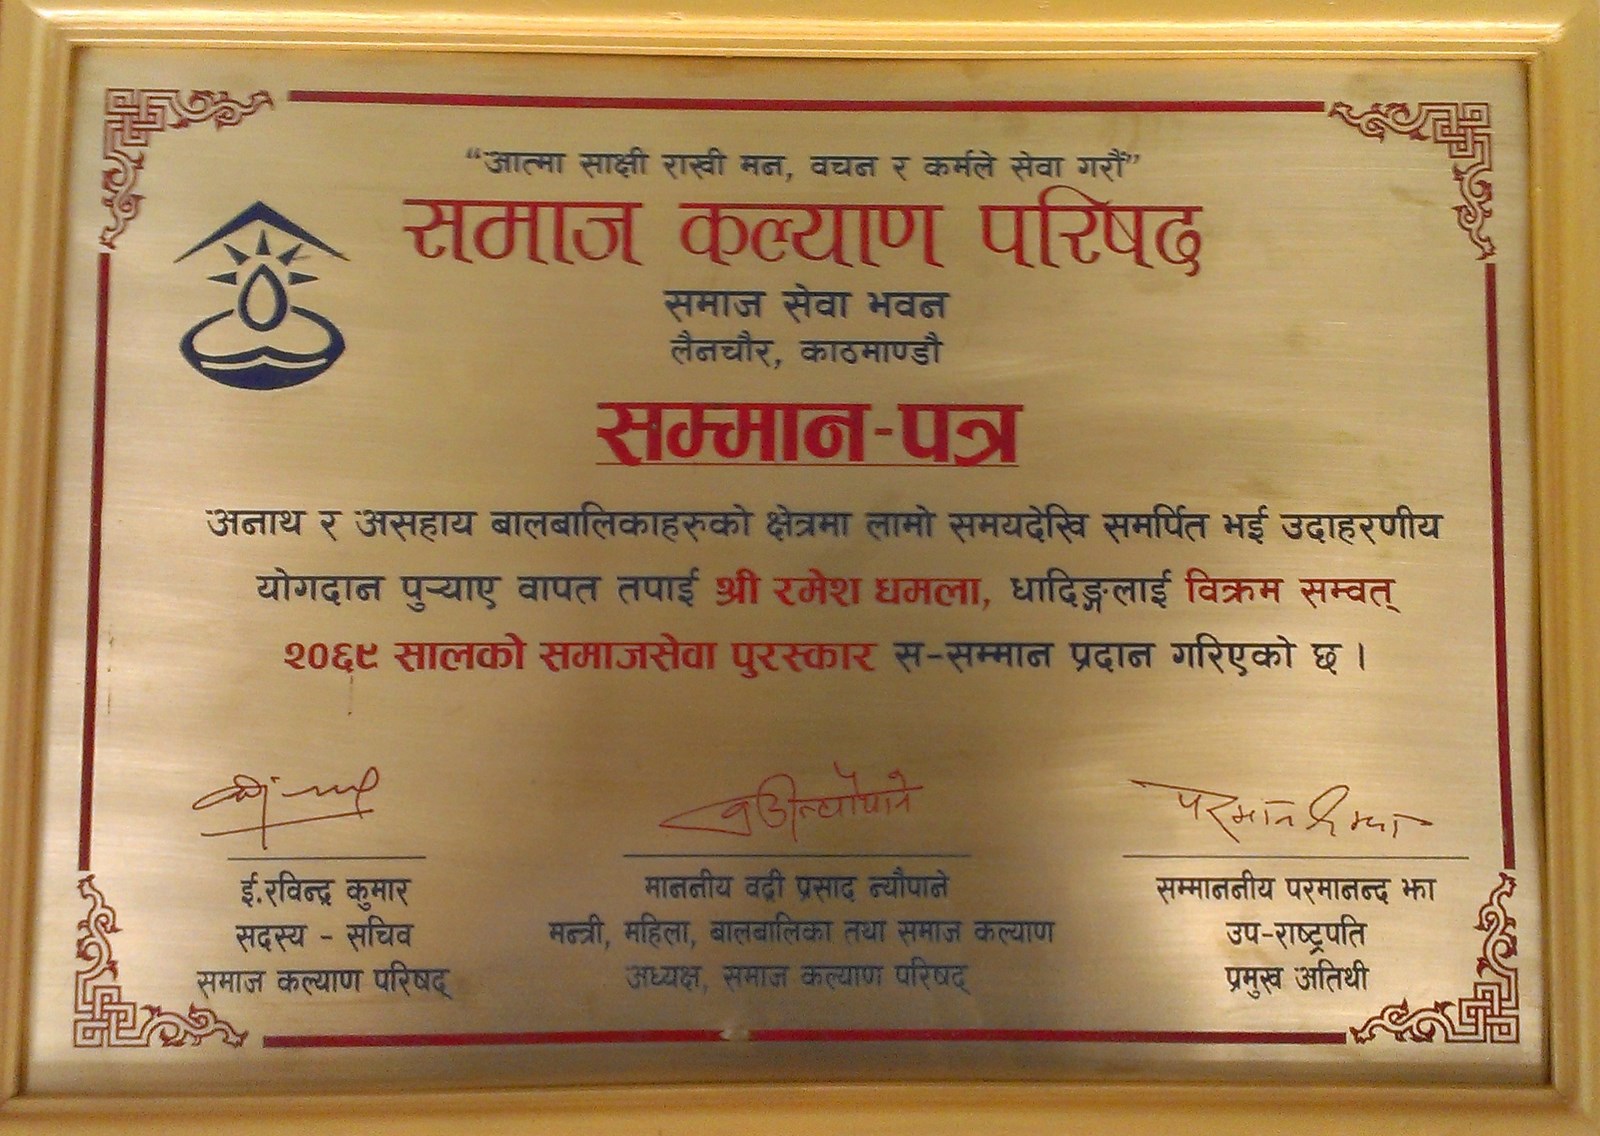 “आत्मा साक्षी राखी मन, वचन र कर्मले सेवा गरौं”
समाज कल्याण परिषद
समाज सेवा भवन
लैनचौर, काठमाण्डौ
सम्मान-पत्र
अनाथ र असहाय बालबालिकाहरुको क्षेत्रमा लामो समयदेखि समर्पित भई उदाहरणीय
योगदान पुर्‍याए वापत तपाई श्री रमेश धमला, धादिङ्गलाई विक्रम सम्वत्
२०६९ सालको समाजसेवा पुरस्कार स-सम्मान प्रदान गरिएको छ ।
ई.रविन्द्र कुमार
सदस्य - सचिव
समाज कल्याण परिषद्
माननीय वद्री प्रसाद न्यौपाने
मन्त्री, महिला, बालबालिका तथा समाज कल्याण
अध्यक्ष, समाज कल्याण परिषद्
सम्माननीय परमानन्द झा
उप-राष्ट्रपति
प्रमुख अतिथी